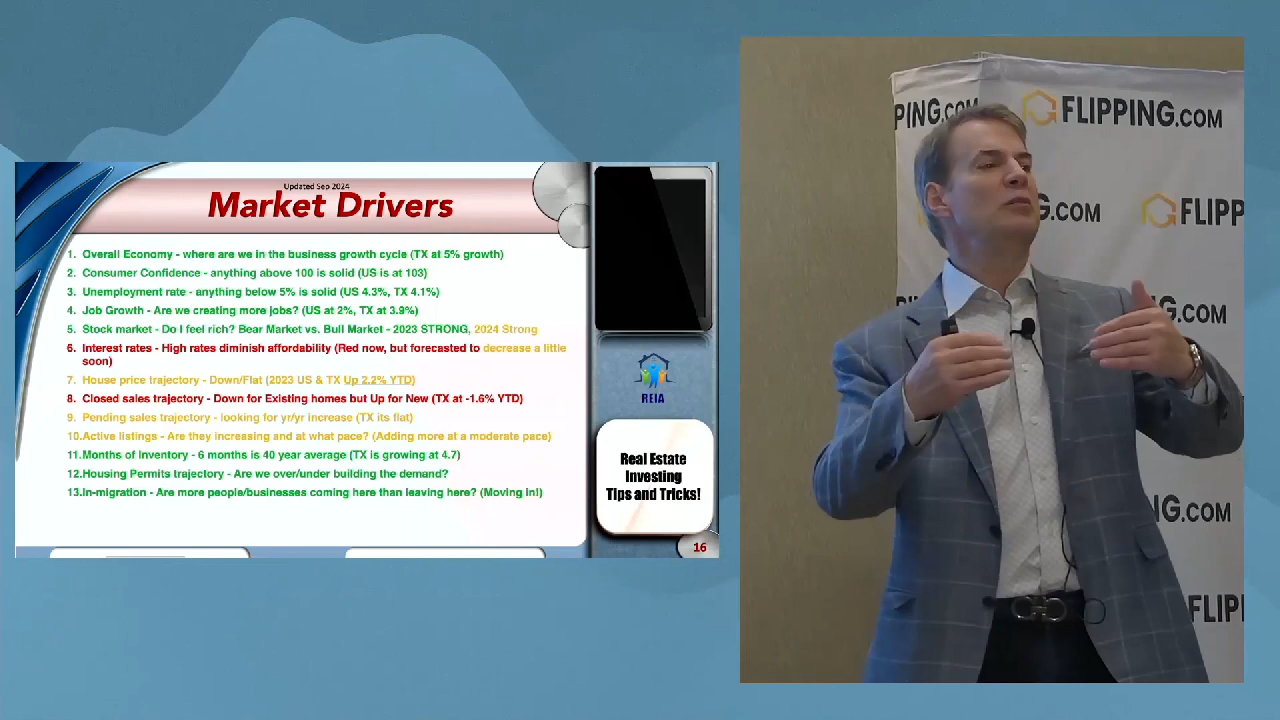 Updated Sep 2024
Market Drivers
1. Overall Economy - where are we in the business growth cycle (TX at 5% growth)
2. Consumer Confidence - anything above 100 is solid (US is at 103)
3. Unemployment rate - anything below 5% is solid (US 4.3%, TX 4.1%)
4. Job Growth - Are we creating more jobs? (US at 2%, TX at 3.9%)
5. Stock market - Do I feel rich? Bear Market vs. Bull Market - 2023 STRONG, 2024 Strong
6. Interest rates - High rates diminish affordability (Red now, but forecasted to decrease a little
soon)
7. House price trajectory - Down/Flat (2023 US & TX Up 2.2% YTD)
8. Closed sales trajectory - Down for Existing homes but Up for New (TX at -1.6% YTD)
9. Pending sales trajectory - looking for yr/yr increase (TX its flat)
10.Active listings - Are they increasing and at what pace? (Adding more at a moderate pace)
11.Months of Inventory - 6 months is 40 year average (TX is growing at 4.7)
12.Housing Permits trajectory - Are we over/under building the demand?
13.In-migration - Are more people/businesses coming here than leaving here? (Moving in!)
REIA
Real Estate
Investing
Tips and Tricks!
16
PING.COM
FLIPPING.COM
G.COM
FLIPP
NG.COM
NG.COM
FLIP